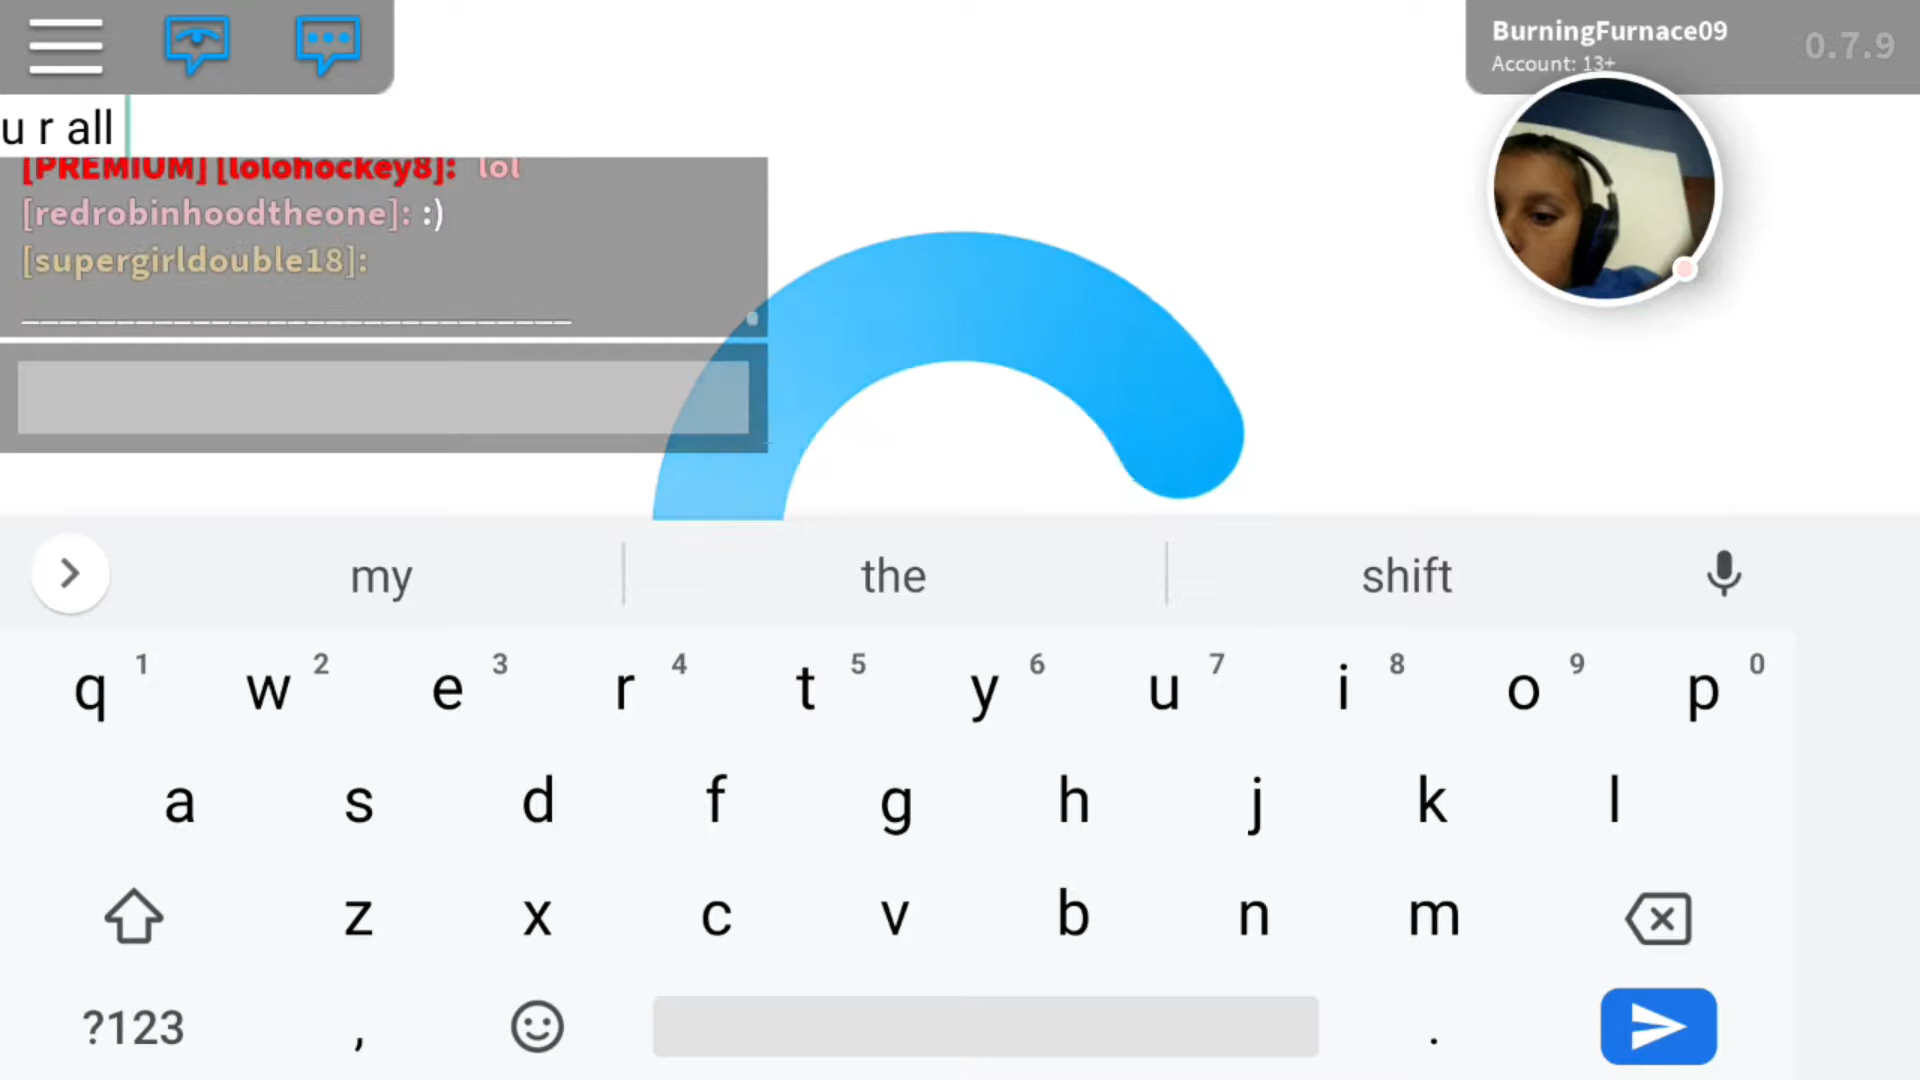 BurningFurnace09
Account: 13+
0.7.9
u r all
[PREMIUM] [lolohockey8]: lol
[redrobinhoodtheone]: :)
[supergirldouble18]:
my the shift
q 1 w 2 e 3 r 4 t 5 y 6 u 7 i 8 o 9 p 0
a s d f g h j k l
z x c v b n m
?123 , .